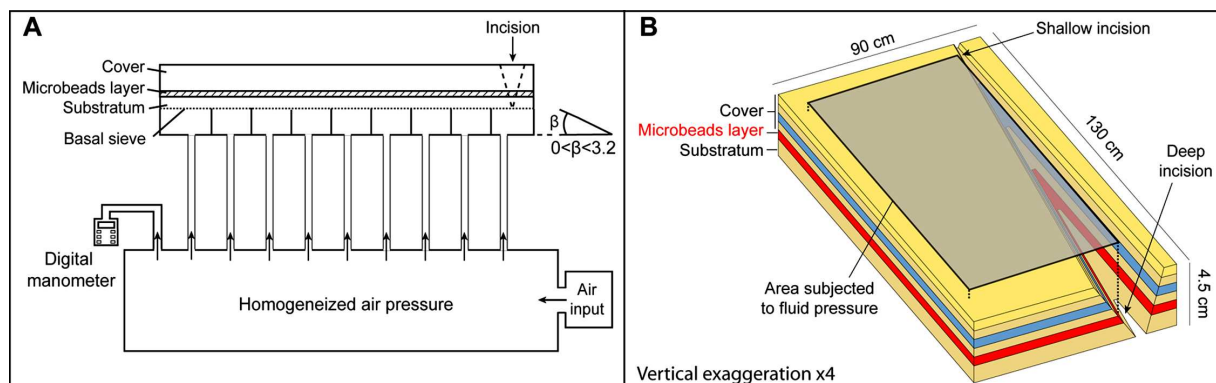 A
Incision
Cover
Microbeads layer
Substratum
Basal sieve
β
0<β<3.2
Digital
manometer
Homogeneized air pressure
Air
input
B
90 cm
Shallow incision
130 cm
Cover
Microbeads layer
Substratum
Deep
incision
4.5 cm
Area subjected
to fluid pressure
Vertical exaggeration x4